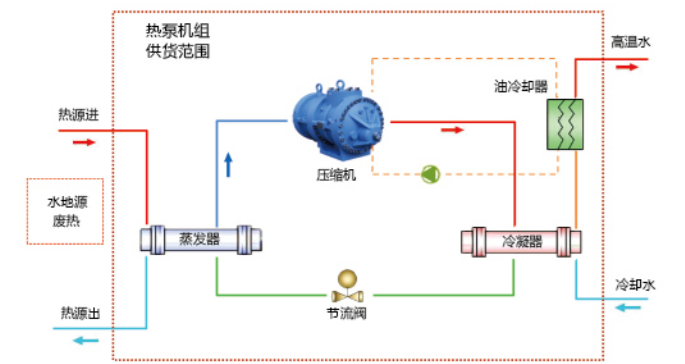 热泵机组
供货范围
高温水
油冷却器
热源进
压缩机
水地源
废热
蒸发器
冷凝器
冷却水
热源出
节流阀